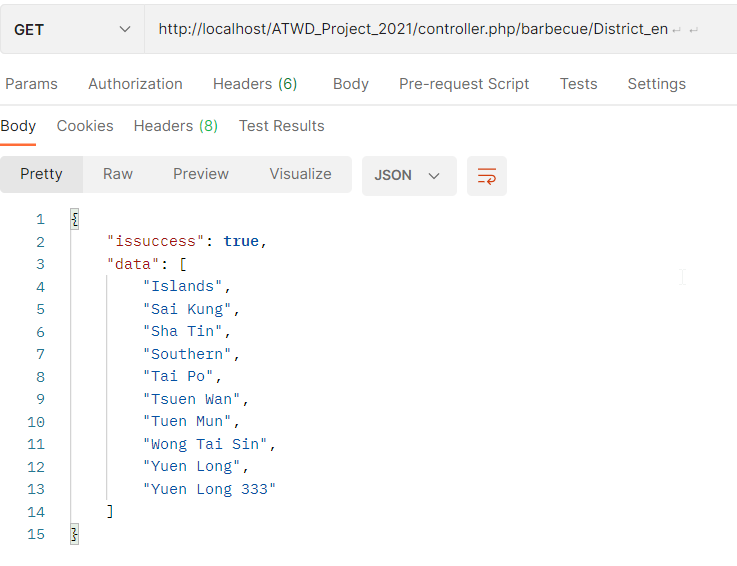 GET http://localhost/ATWD_Project_2021/controller.php/barbecue/District_en↵ ↵
Params Authorization Headers (6) Body Pre-request Script Tests Settings
Body Cookies Headers (8) Test Results
Pretty Raw Preview Visualize JSON
1 {
2 "issuccess": true,
3 "data": [
4 "Islands",
5 "Sai Kung",
6 "Sha Tin",
7 "Southern",
8 "Tai Po",
9 "Tsuen Wan",
10 "Tuen Mun",
11 "Wong Tai Sin",
12 "Yuen Long",
13 "Yuen Long 333"
14 ]
15 }